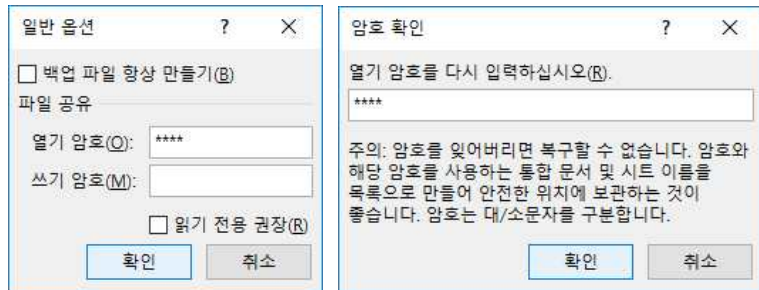 일반 옵션 ? ×
백업 파일 항상 만들기(B)
파일 공유
열기 암호(O): ****
쓰기 암호(M):
읽기 전용 권장(R)
확인 취소
암호 확인 ? ×
열기 암호를 다시 입력하십시오(R).
****
주의: 암호를 잊어버리면 복구할 수 없습니다. 암호와
해당 암호를 사용하는 통합 문서 및 시트 이름을
목록으로 만들어 안전한 위치에 보관하는 것이
좋습니다. 암호는 대/소문자를 구분합니다.
확인 취소